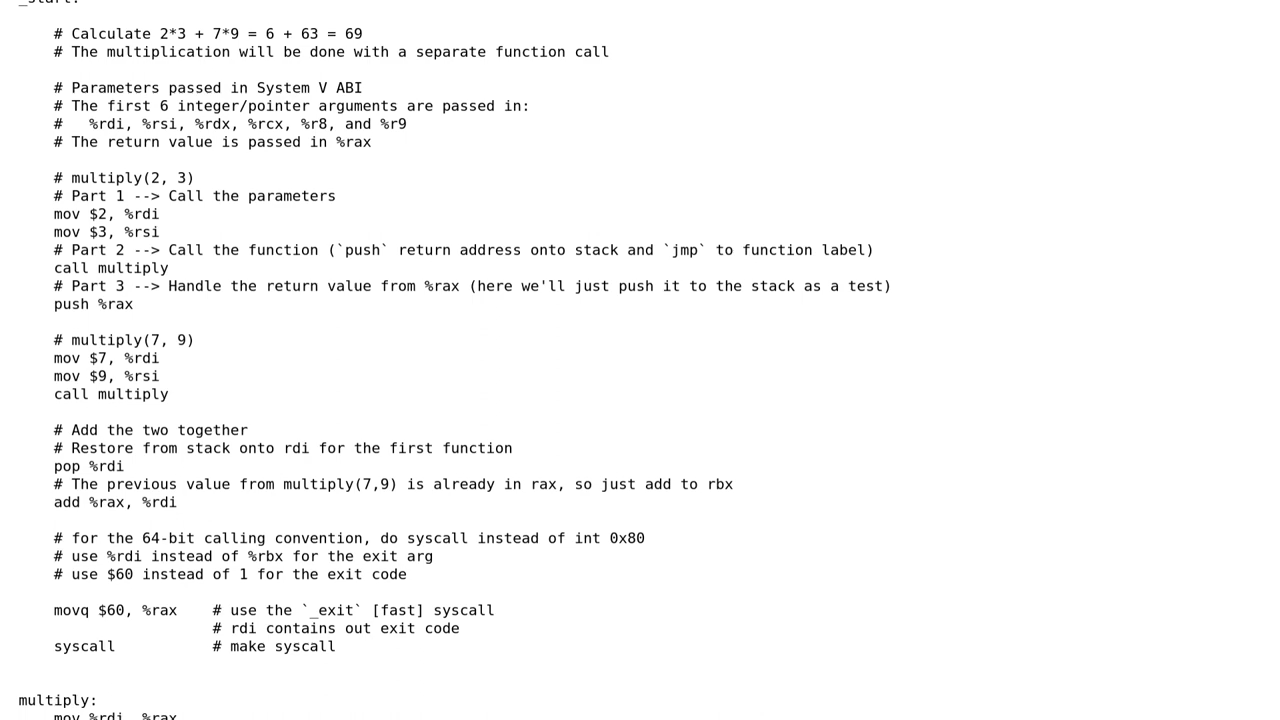 _start:
# Calculate 2*3 + 7*9 = 6 + 63 = 69
# The multiplication will be done with a separate function call
# Parameters passed in System V ABI
# The first 6 integer/pointer arguments are passed in:
#   %rdi, %rsi, %rdx, %rcx, %r8, and %r9
# The return value is passed in %rax
# multiply(2, 3)
# Part 1 --> Call the parameters
mov $2, %rdi
mov $3, %rsi
# Part 2 --> Call the function (`push` return address onto stack and `jmp` to function label)
call multiply
# Part 3 --> Handle the return value from %rax (here we'll just push it to the stack as a test)
push %rax
# multiply(7, 9)
mov $7, %rdi
mov $9, %rsi
call multiply
# Add the two together
# Restore from stack onto rdi for the first function
pop %rdi
# The previous value from multiply(7,9) is already in rax, so just add to rbx
add %rax, %rdi
# for the 64-bit calling convention, do syscall instead of int 0x80
# use %rdi instead of %rbx for the exit arg
# use $60 instead of 1 for the exit code
movq $60, %rax    # use the `_exit` [fast] syscall
# rdi contains out exit code
syscall           # make syscall
multiply:
mov %rdi, %rax